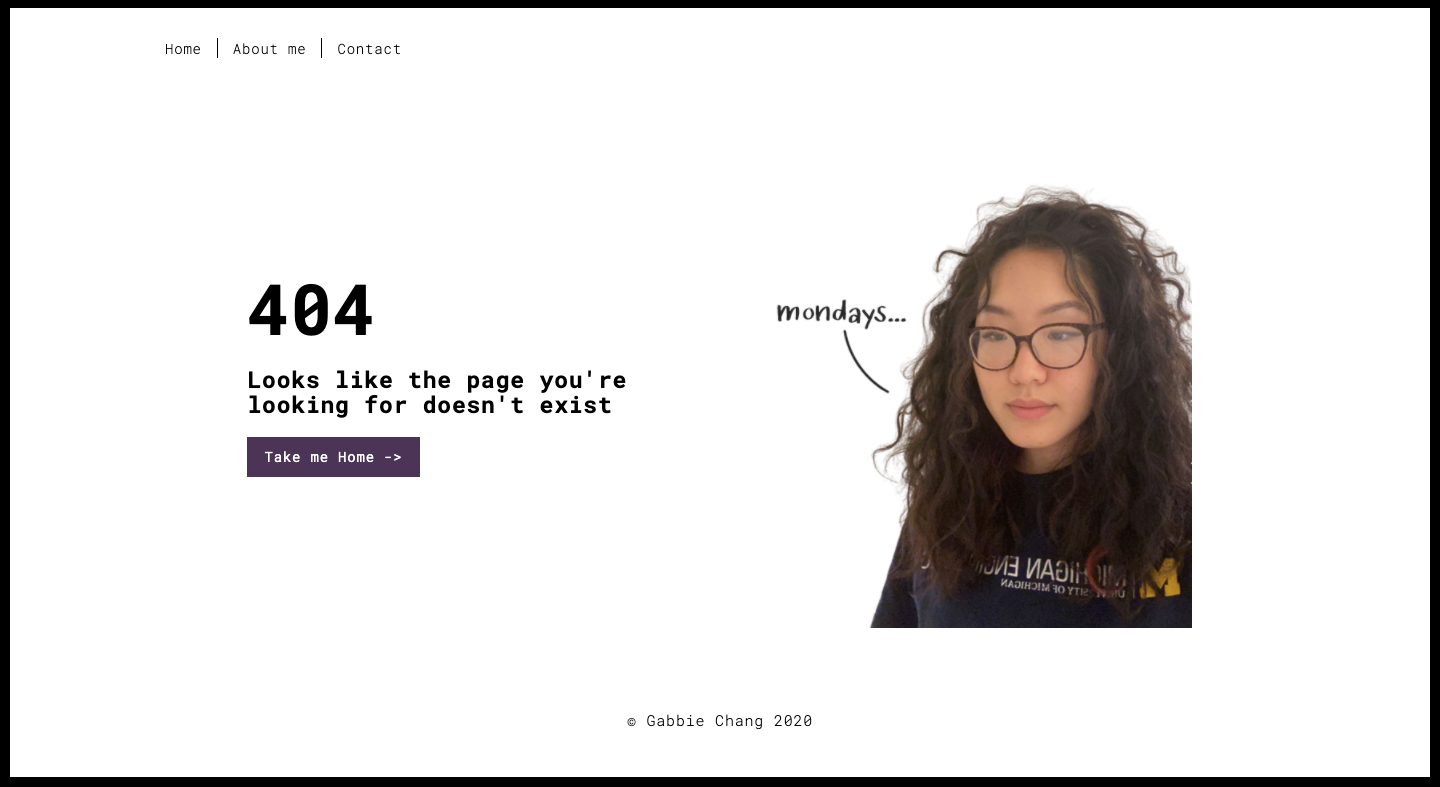 Home
About me
Contact
404
mondays...
Looks like the page you're
looking for doesn't exist
Take me Home ->
MICHIGAN ENGI
UNIVERSITY OF MICHIGAN
M
© Gabbie Chang 2020